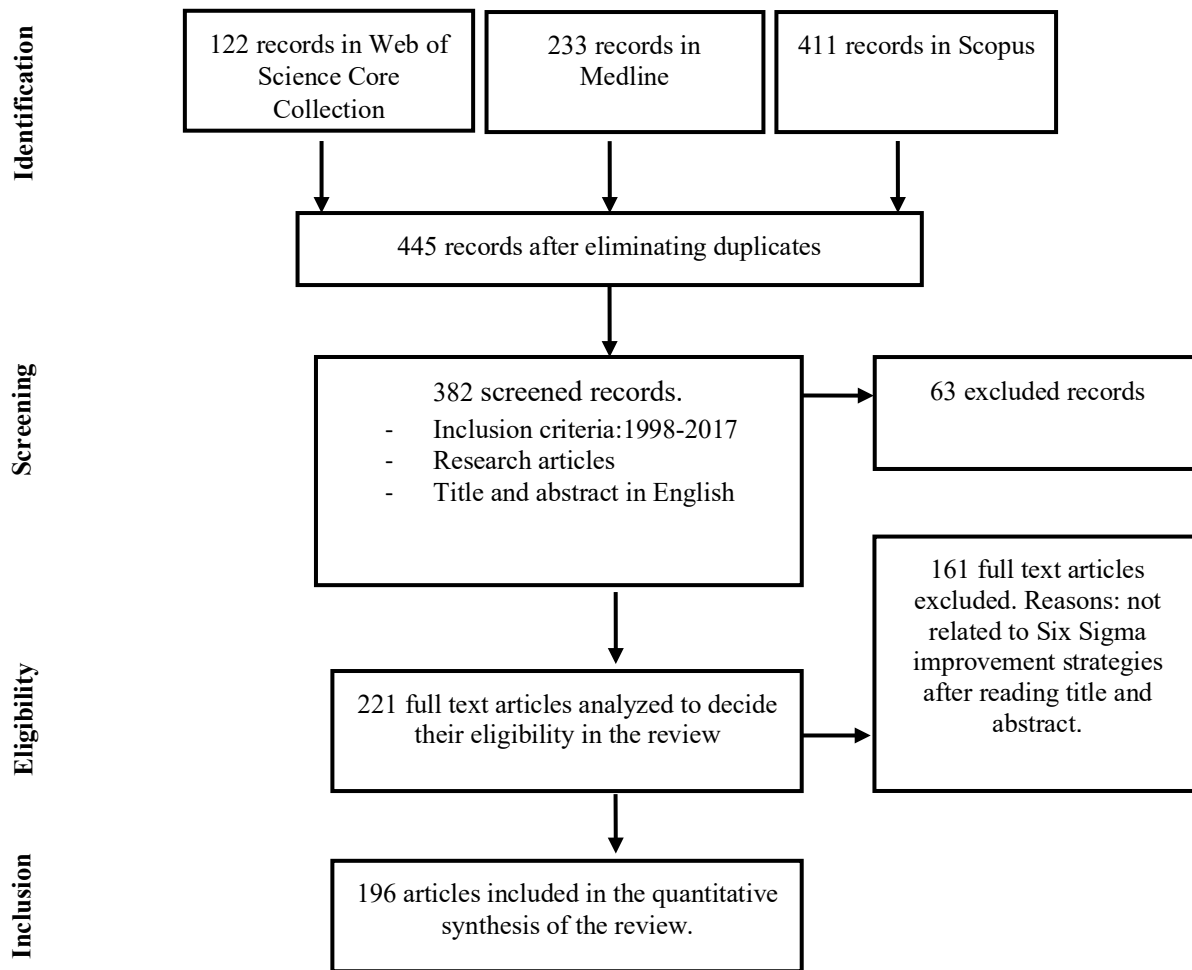 Identification
122 records in Web of
Science Core
Collection
233 records in
Medline
411 records in Scopus
445 records after eliminating duplicates
Screening
382 screened records.
- Inclusion criteria:1998-2017
- Research articles
- Title and abstract in English
63 excluded records
Eligibility
221 full text articles analyzed to decide
their eligibility in the review
161 full text articles
excluded. Reasons: not
related to Six Sigma
improvement strategies
after reading title and
abstract.
Inclusion
196 articles included in the quantitative
synthesis of the review.